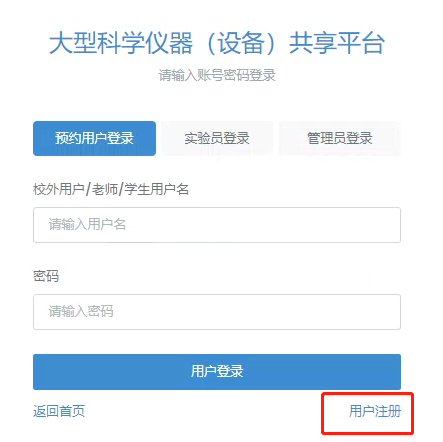 大型科学仪器（设备）共享平台
请输入账号密码登录
预约用户登录 实验员登录 管理员登录
校外用户/老师/学生用户名
请输入用户名
密码
请输入密码
用户登录
返回首页 用户注册